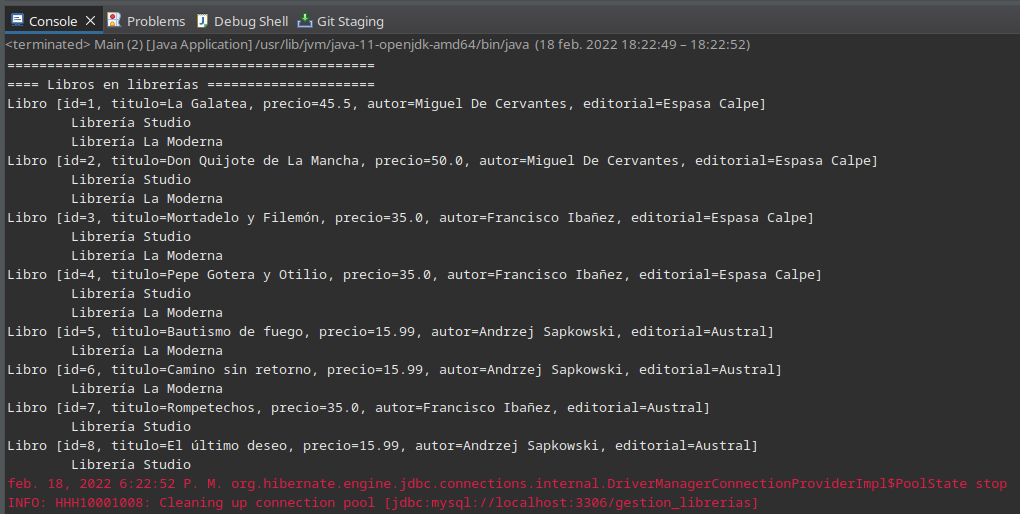 Console Problems Debug Shell Git Staging
<terminated> Main (2) [Java Application] /usr/lib/jvm/java-11-openjdk-amd64/bin/java (18 feb. 2022 18:22:49 – 18:22:52)
==============================================
==== Libros en librerías =====================
Libro [id=1, titulo=La Galatea, precio=45.5, autor=Miguel De Cervantes, editorial=Espasa Calpe]
Librería Studio
Librería La Moderna
Libro [id=2, titulo=Don Quijote de La Mancha, precio=50.0, autor=Miguel De Cervantes, editorial=Espasa Calpe]
Librería Studio
Librería La Moderna
Libro [id=3, titulo=Mortadelo y Filemón, precio=35.0, autor=Francisco Ibañez, editorial=Espasa Calpe]
Librería Studio
Librería La Moderna
Libro [id=4, titulo=Pepe Gotera y Otilio, precio=35.0, autor=Francisco Ibañez, editorial=Espasa Calpe]
Librería Studio
Librería La Moderna
Libro [id=5, titulo=Bautismo de fuego, precio=15.99, autor=Andrzej Sapkowski, editorial=Austral]
Librería La Moderna
Libro [id=6, titulo=Camino sin retorno, precio=15.99, autor=Andrzej Sapkowski, editorial=Austral]
Librería La Moderna
Libro [id=7, titulo=Rompetechos, precio=35.0, autor=Francisco Ibañez, editorial=Austral]
Librería Studio
Libro [id=8, titulo=El último deseo, precio=15.99, autor=Andrzej Sapkowski, editorial=Austral]
Librería Studio
feb. 18, 2022 6:22:52 P. M. org.hibernate.engine.jdbc.connections.internal.DriverManagerConnectionProviderImpl$PoolState stop
INFO: HHH10001008: Cleaning up connection pool [jdbc:mysql://localhost:3306/gestion_librerias]